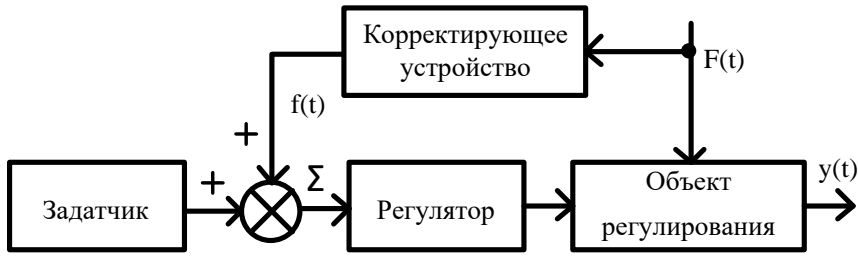 Корректирующее
устройство
F(t)
f(t)
+
+
Σ
Задатчик
Регулятор
Объект
регулирования
y(t)